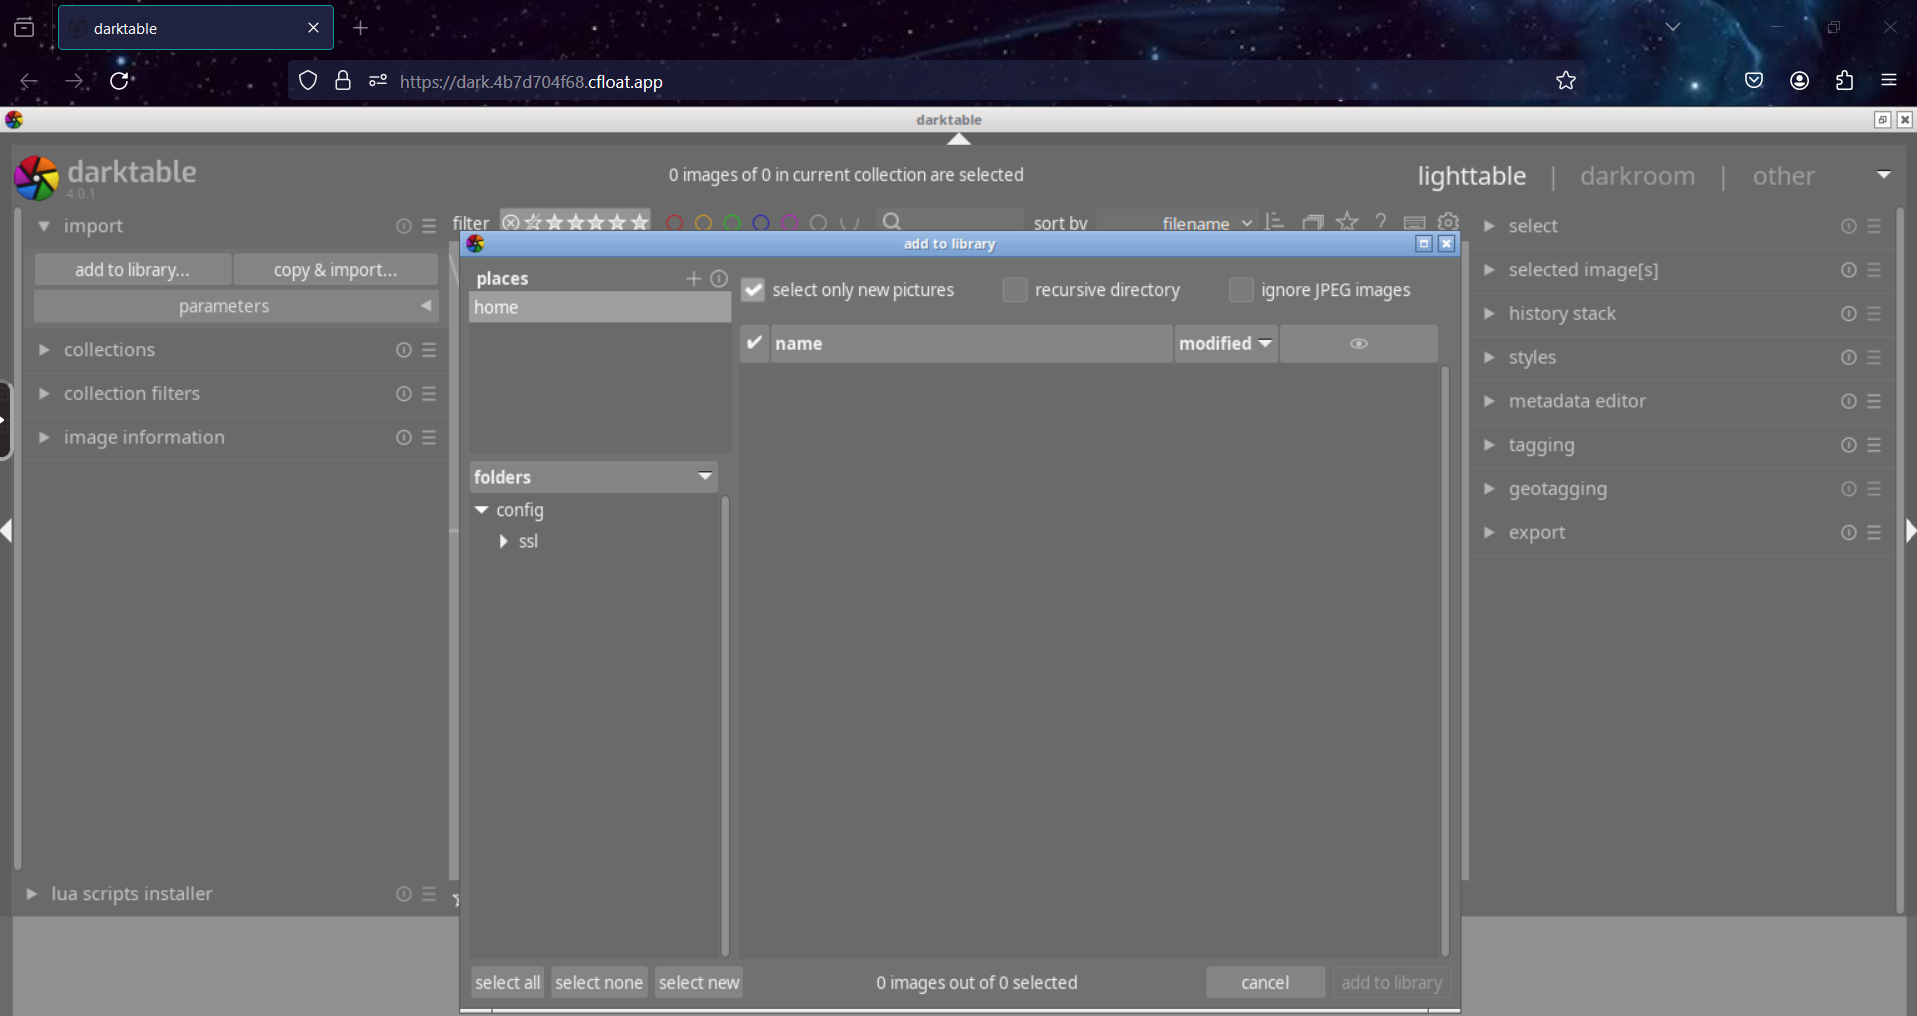 darktable
https://dark.4b7d704f68.cfloat.app
darktable
darktable
4.0.1
0 images of 0 in current collection are selected
lighttable | darkroom | other
import
filter
sort by filename
add to library... copy & import...
parameters
collections
collection filters
image information
lua scripts installer
add to library
places
home
select only new pictures recursive directory ignore JPEG images
name modified
folders
config
ssl
select all select none select new 0 images out of 0 selected cancel add to library
select
selected image[s]
history stack
styles
metadata editor
tagging
geotagging
export